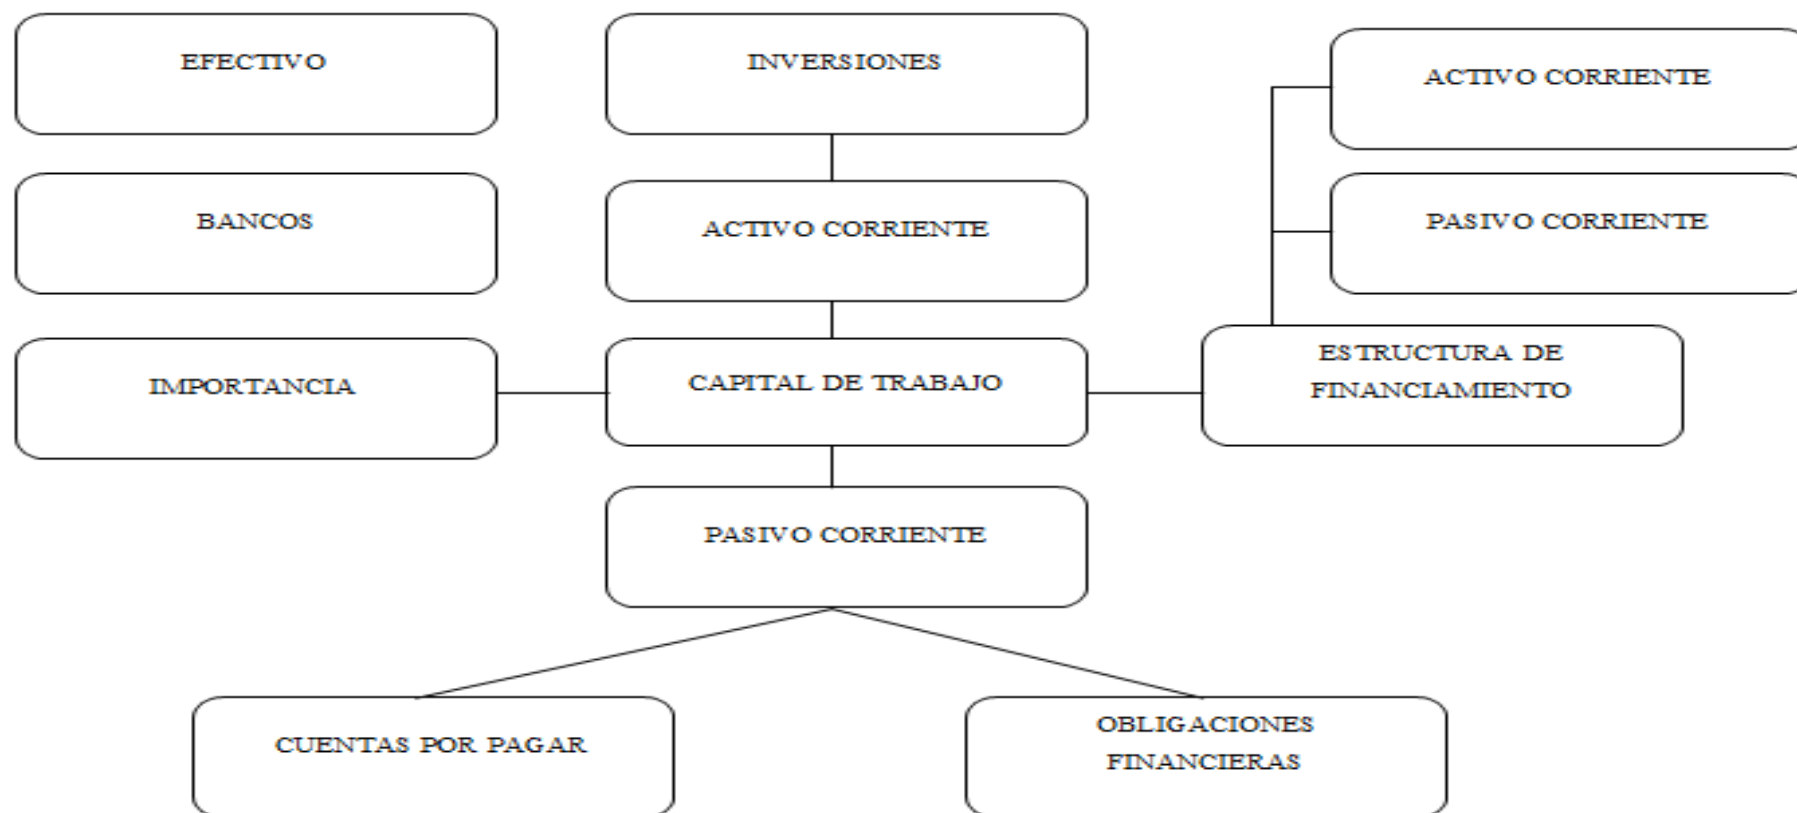 EFECTIVO
INVERSIONES
ACTIVO CORRIENTE
BANCOS
ACTIVO CORRIENTE
PASIVO CORRIENTE
IMPORTANCIA
CAPITAL DE TRABAJO
ESTRUCTURA DE
FINANCIAMIENTO
PASIVO CORRIENTE
CUENTAS POR PAGAR
OBLIGACIONES
FINANCIERAS